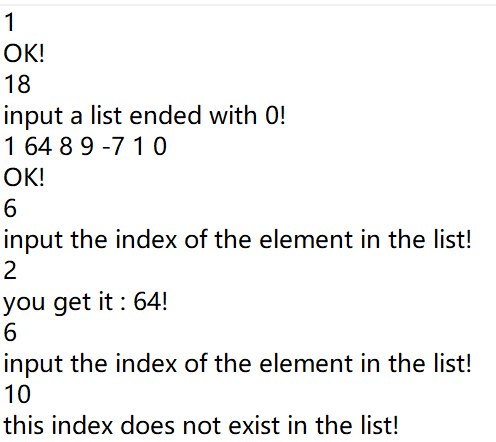 1
OK!
18
input a list ended with 0!
1 64 8 9 -7 1 0
OK!
6
input the index of the element in the list!
2
you get it : 64!
6
input the index of the element in the list!
10
this index does not exist in the list!